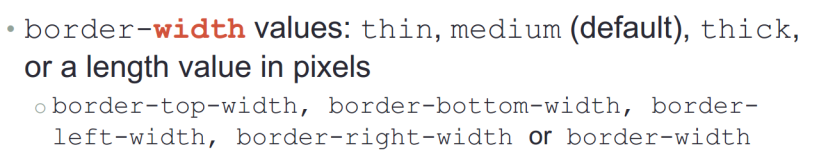 • border-width values: thin, medium (default), thick,
or a length value in pixels
○ border-top-width, border-bottom-width, border-
left-width, border-right-width or border-width